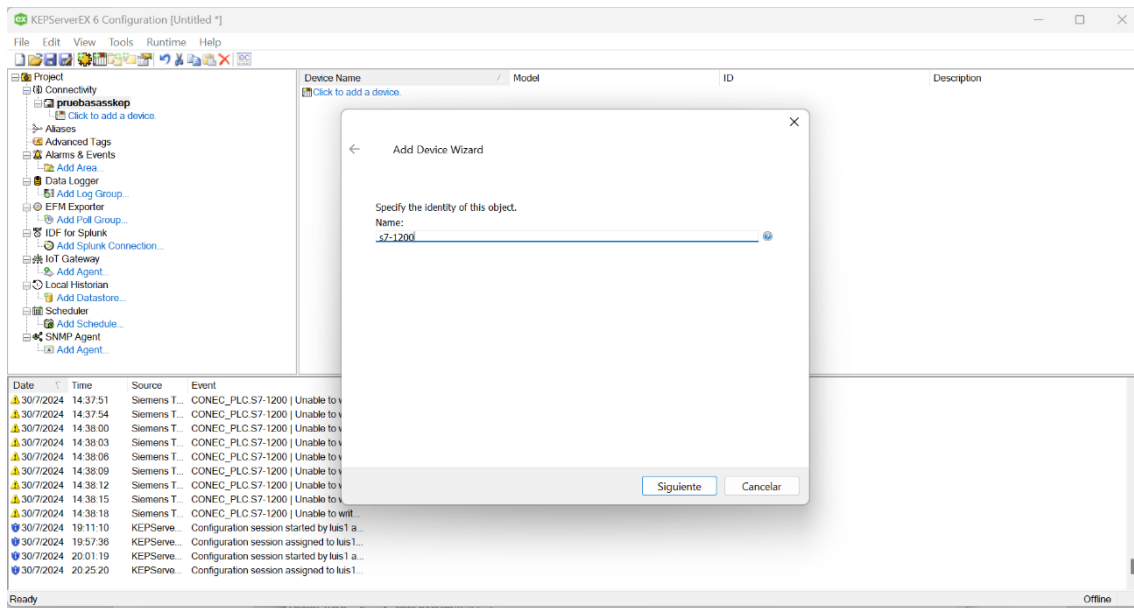 KEPServerEX 6 Configuration [Untitled *]
File Edit View Tools Runtime Help
Project
Connectivity
pruebasasskep
Click to add a device.
Aliases
Advanced Tags
Alarms & Events
Add Area...
Data Logger
Add Log Group...
EFM Exporter
Add Poll Group...
IDF for Splunk
Add Splunk Connection...
IoT Gateway
Add Agent...
Local Historian
Add Datastore...
Scheduler
Add Schedule...
SNMP Agent
Add Agent...
Device Name Model ID Description
Click to add a device.
Add Device Wizard
Specify the identity of this object.
Name:
s7-1200
Siguiente Cancelar
Date Time Source Event
30/7/2024 14:37:51 Siemens T... CONEC_PLC.S7-1200 | Unable to w
30/7/2024 14:37:54 Siemens T... CONEC_PLC.S7-1200 | Unable to w
30/7/2024 14:38:00 Siemens T... CONEC_PLC.S7-1200 | Unable to w
30/7/2024 14:38:03 Siemens T... CONEC_PLC.S7-1200 | Unable to w
30/7/2024 14:38:06 Siemens T... CONEC_PLC.S7-1200 | Unable to w
30/7/2024 14:38:09 Siemens T... CONEC_PLC.S7-1200 | Unable to w
30/7/2024 14:38:12 Siemens T... CONEC_PLC.S7-1200 | Unable to w
30/7/2024 14:38:15 Siemens T... CONEC_PLC.S7-1200 | Unable to w
30/7/2024 14:38:18 Siemens T... CONEC_PLC.S7-1200 | Unable to writ...
30/7/2024 19:11:10 KEPServe... Configuration session started by luis1 a...
30/7/2024 19:57:36 KEPServe... Configuration session assigned to luis1...
30/7/2024 20:01:19 KEPServe... Configuration session started by luis1 a...
30/7/2024 20:25:20 KEPServe... Configuration session assigned to luis1...
Ready Offline